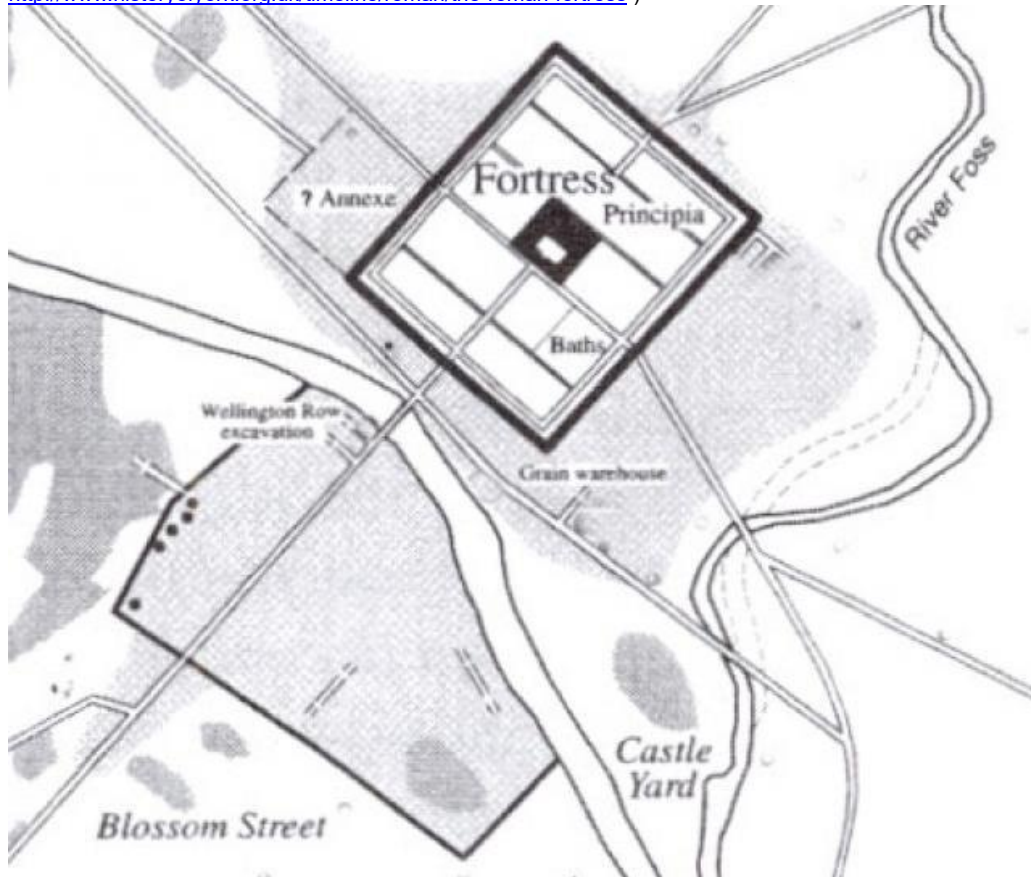 Fortress
Principia
? Annexe
River Foss
Baths
Wellington Row
excavation
Grain warehouse
Castle
Yard
Blossom Street